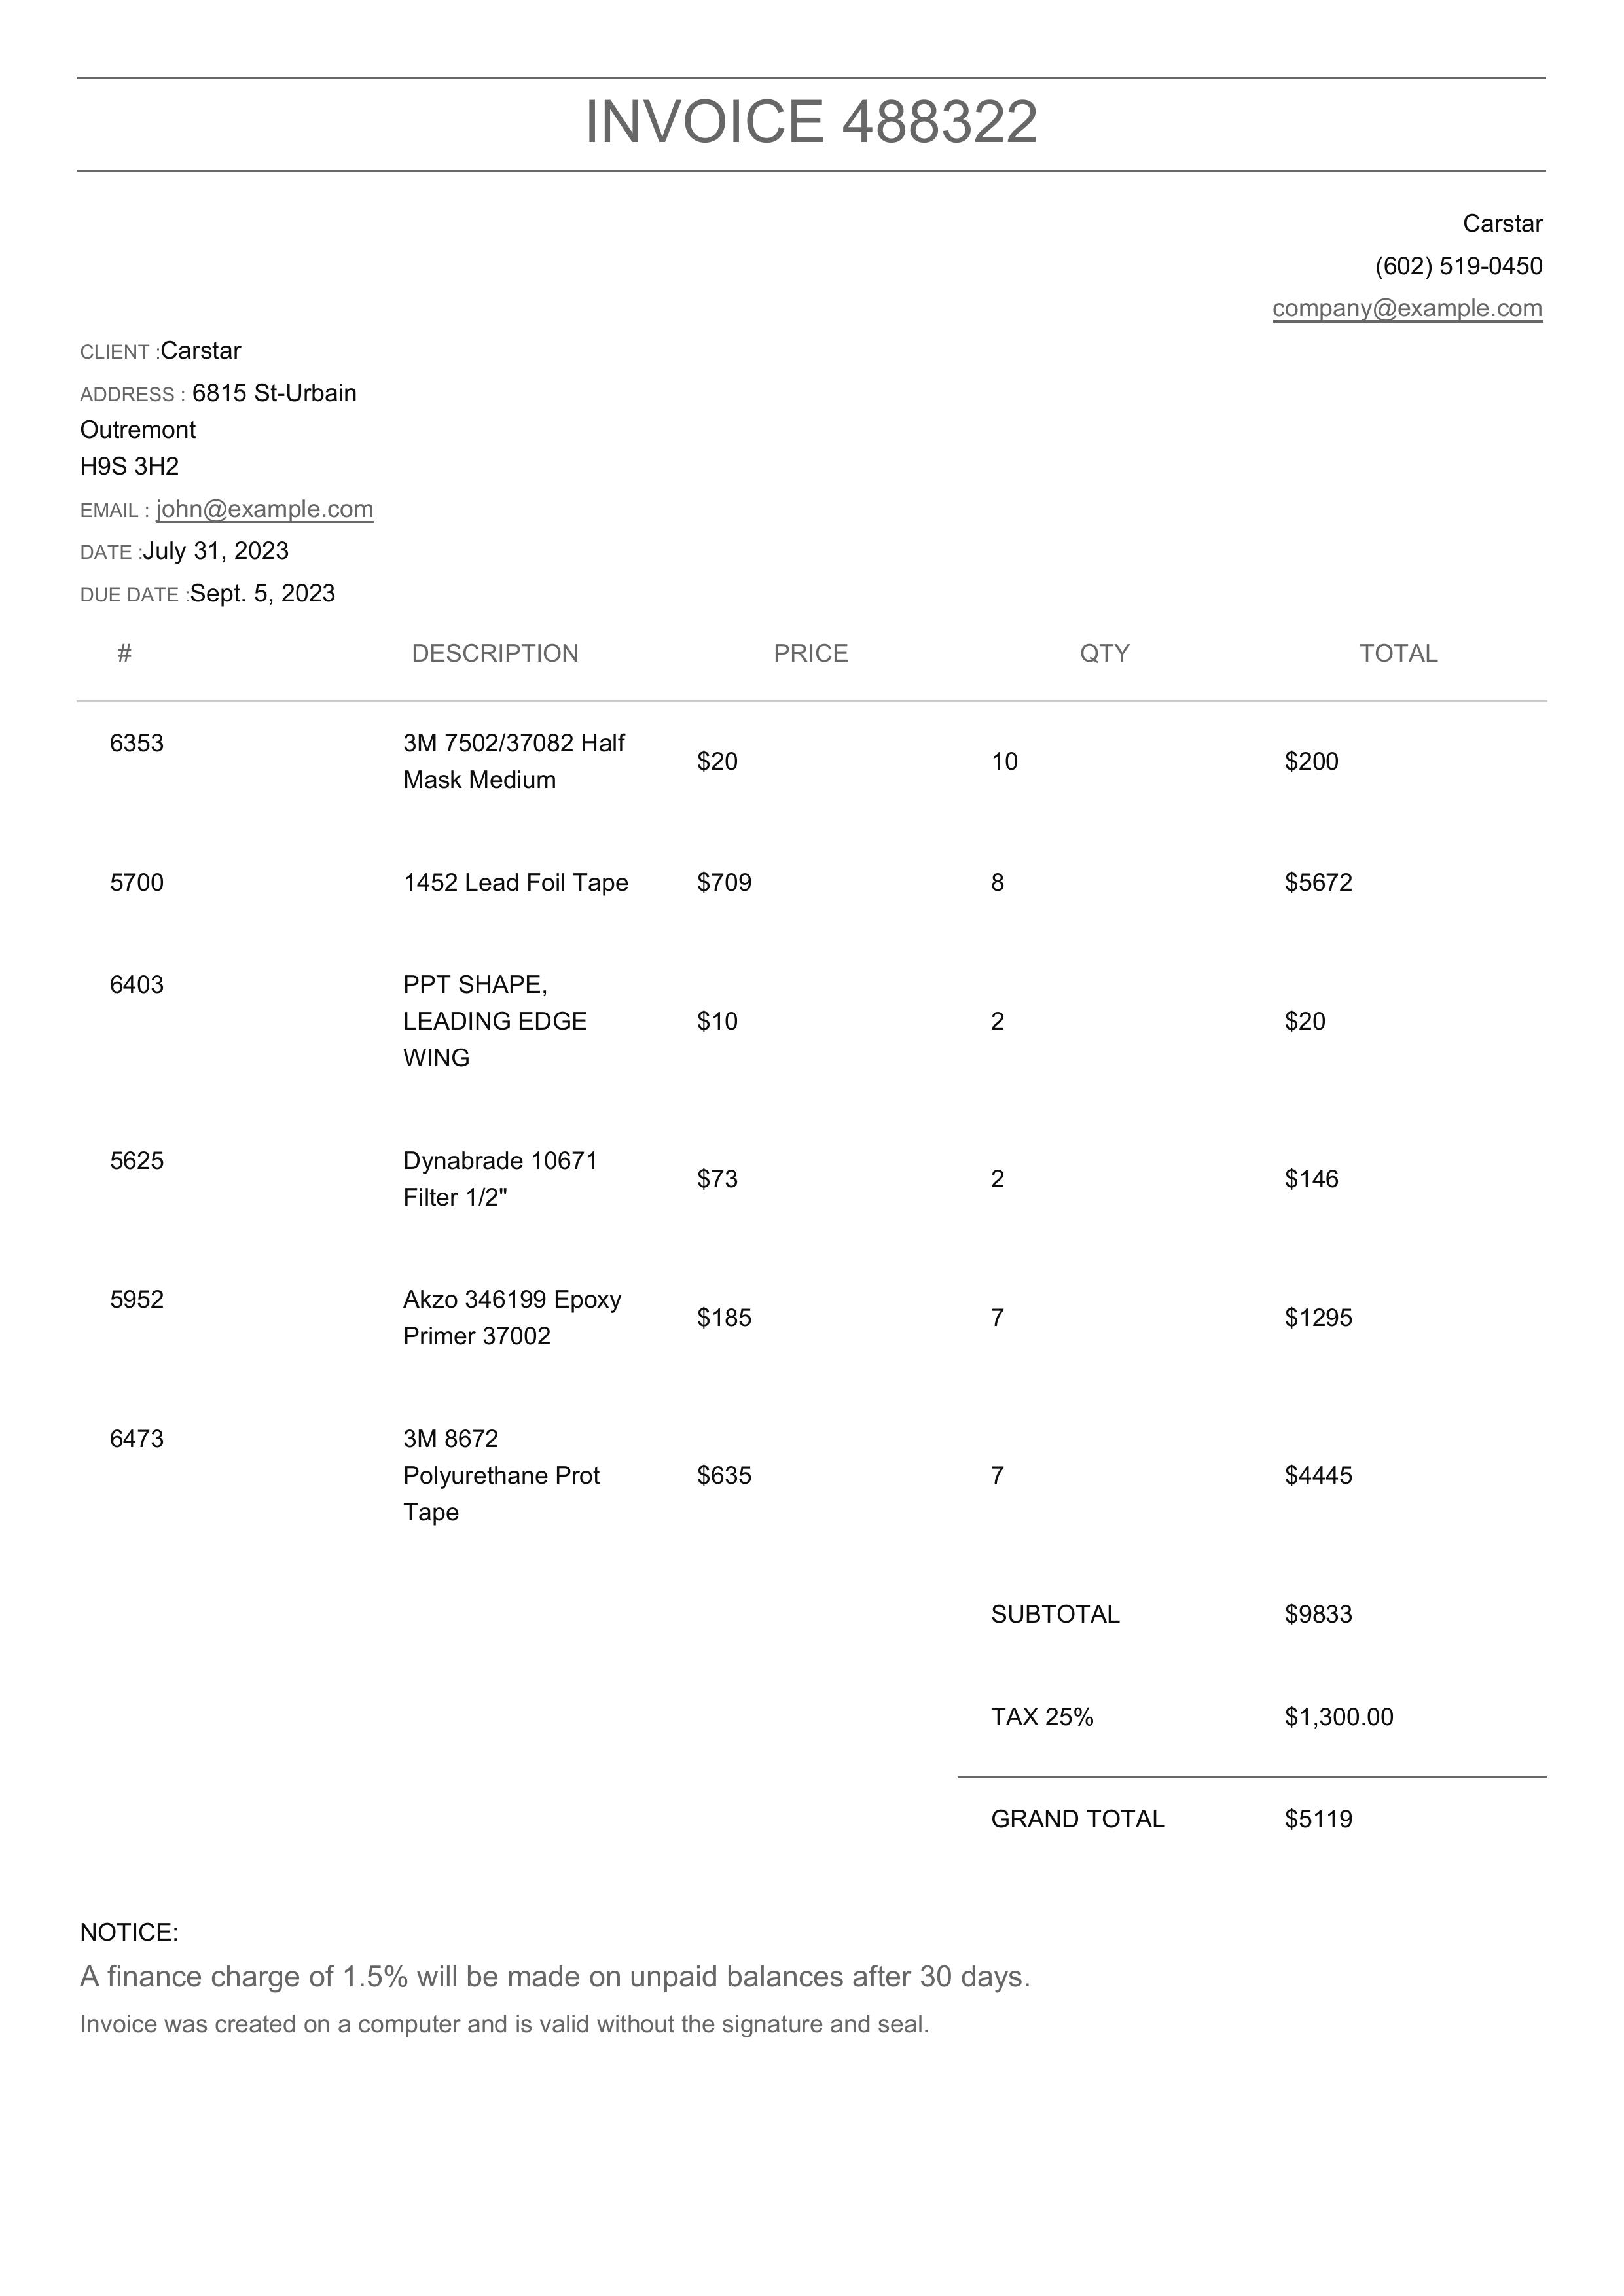 INVOICE 488322
Carstar
(602) 519-0450
company@example.com
CLIENT :Carstar
ADDRESS : 6815 St-Urbain
Outremont
H9S 3H2
EMAIL : john@example.com
DATE :July 31, 2023
DUE DATE :Sept. 5, 2023
# DESCRIPTION PRICE QTY TOTAL
6353 3M 7502/37082 Half
Mask Medium $20 10 $200
5700 1452 Lead Foil Tape $709 8 $5672
6403 PPT SHAPE,
LEADING EDGE $10 2 $20
WING
5625 Dynabrade 10671
Filter 1/2" $73 2 $146
5952 Akzo 346199 Epoxy
Primer 37002 $185 7 $1295
6473 3M 8672
Polyurethane Prot $635 7 $4445
Tape
SUBTOTAL $9833
TAX 25% $1,300.00
GRAND TOTAL $5119
NOTICE:
A finance charge of 1.5% will be made on unpaid balances after 30 days.
Invoice was created on a computer and is valid without the signature and seal.